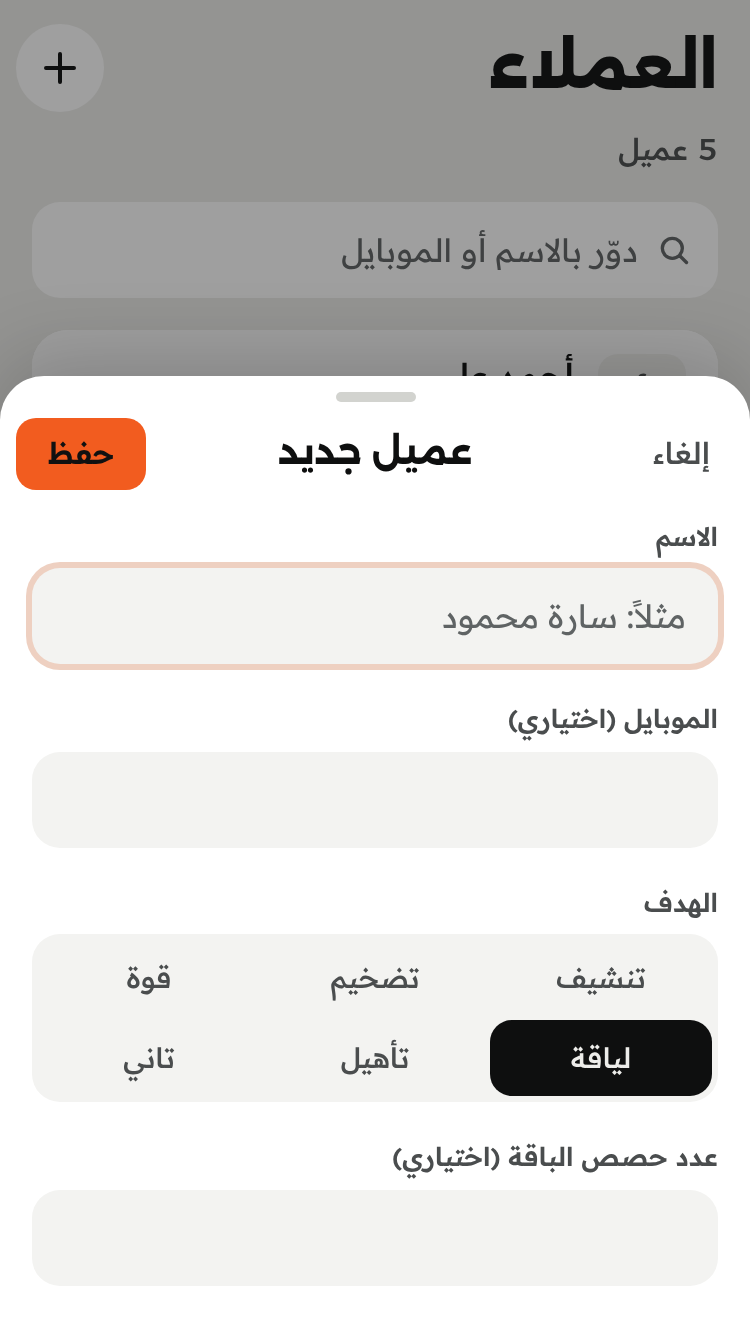 العملاء
5 عميل
دوّر بالاسم أو الموبايل
إلغاء
عميل جديد
حفظ
الاسم
مثلاً: سارة محمود
الموبايل (اختياري)
الهدف
تنشيف
تضخيم
قوة
لياقة
تأهيل
تاني
عدد حصص الباقة (اختياري)